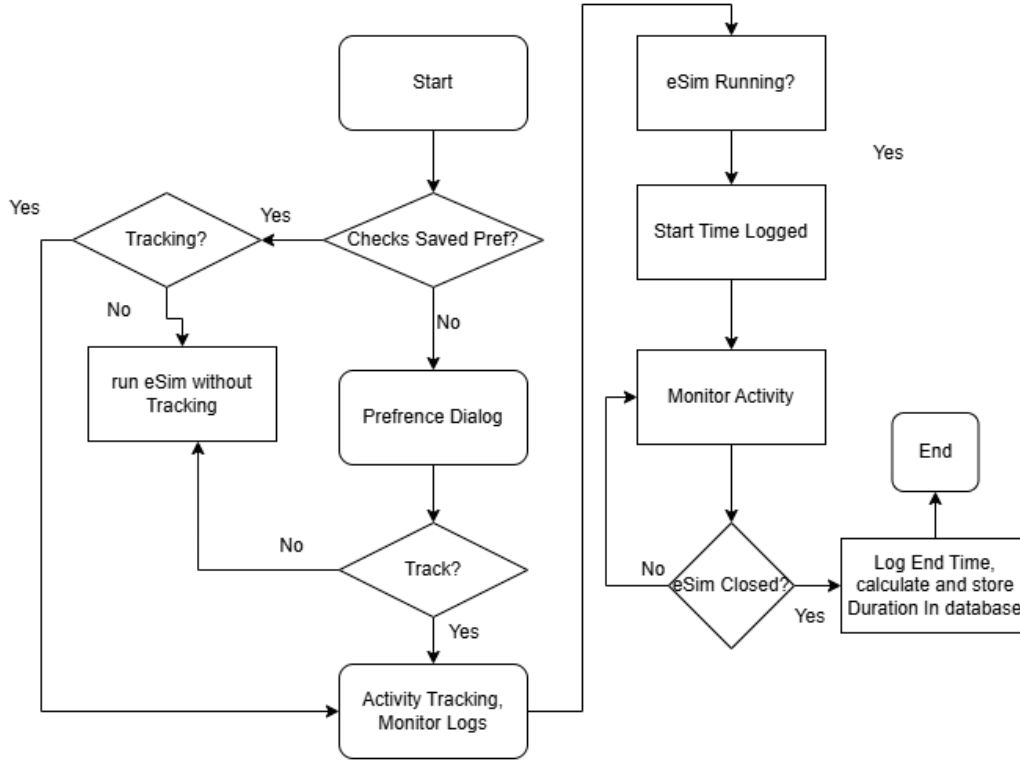 Start
Checks Saved Pref?
Yes
Tracking?
Yes
No
run eSim without
Tracking
No
Prefrence Dialog
Track?
No
Yes
Activity Tracking,
Monitor Logs
eSim Running?
Yes
Start Time Logged
Monitor Activity
eSim Closed?
No
Yes
Log End Time,
calculate and store
Duration In database
End